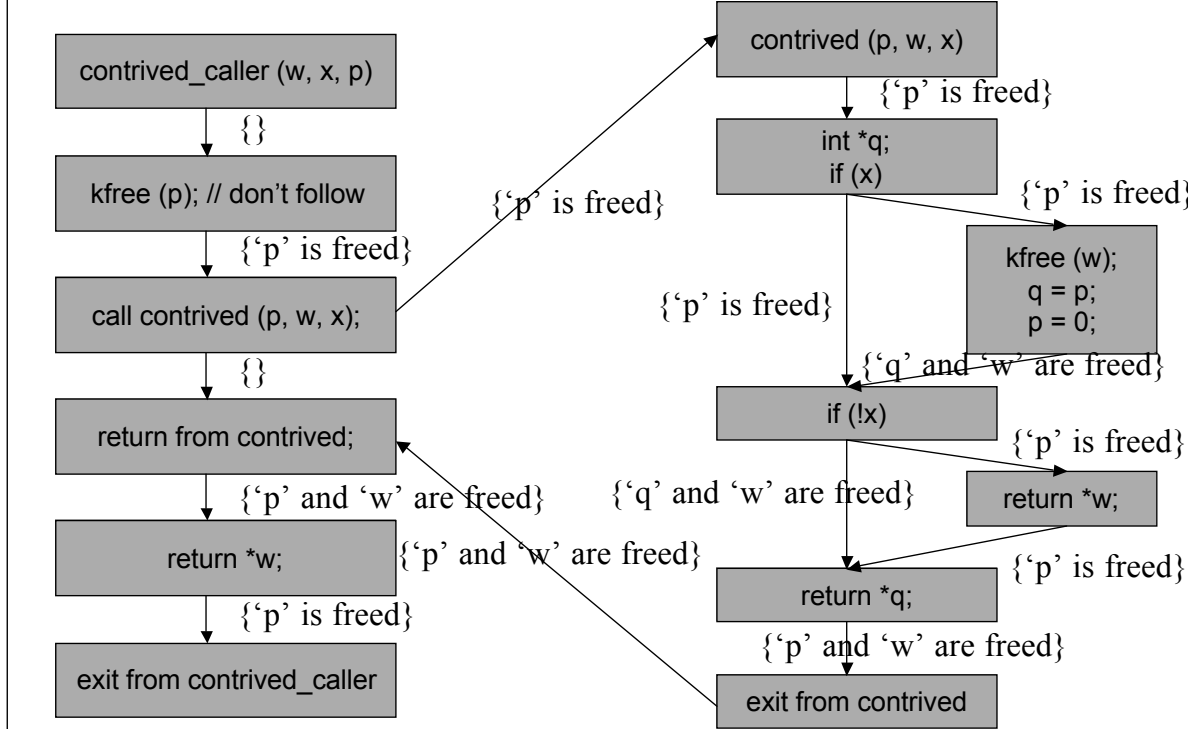 contrived_caller (w, x, p)
{}
kfree (p); // don't follow
{‘p’ is freed}
call contrived (p, w, x);
{}
return from contrived;
{‘p’ and ‘w’ are freed}
return *w;
{‘p’ is freed}
exit from contrived_caller
{‘p’ is freed}
{‘p’ and ‘w’ are freed}
contrived (p, w, x)
{‘p’ is freed}
int *q;
if (x)
{‘p’ is freed}
kfree (w);
q = p;
p = 0;
{‘p’ is freed}
{‘q’ and ‘w’ are freed}
if (!x)
{‘p’ is freed}
{‘q’ and ‘w’ are freed}
return *w;
{‘p’ is freed}
return *q;
{‘p’ and ‘w’ are freed}
exit from contrived